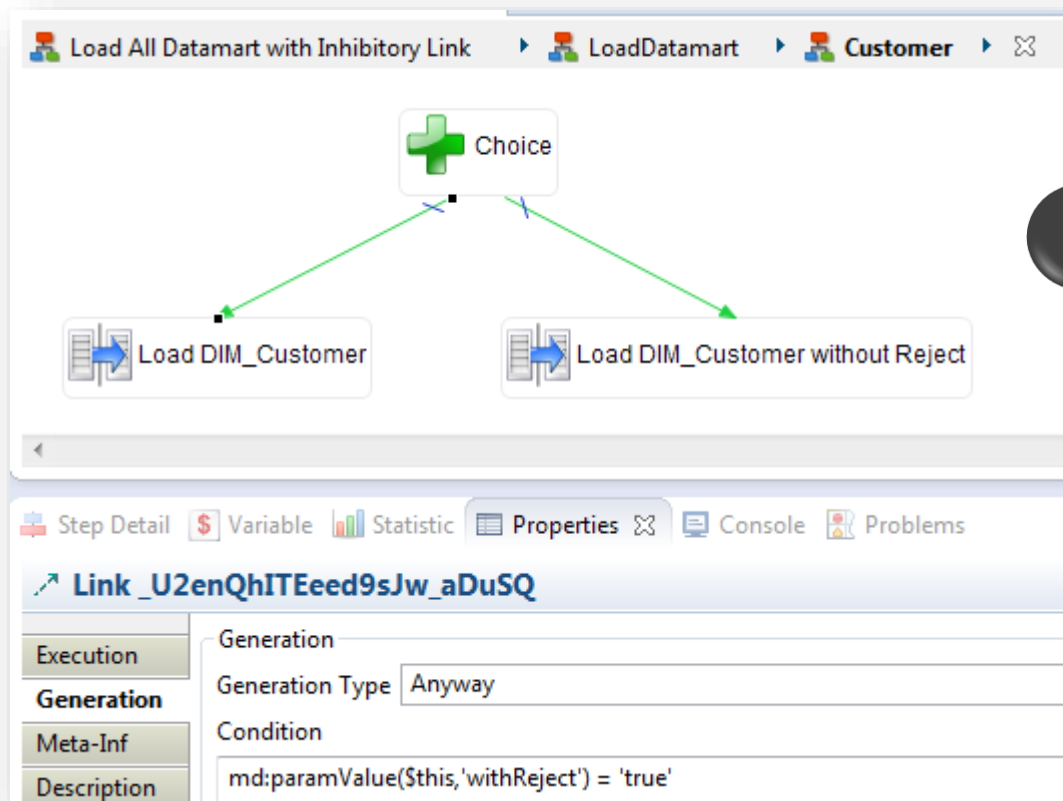 Load All Datamart with Inhibitory Link LoadDatamart Customer
Choice
Load DIM_Customer Load DIM_Customer without Reject
Step Detail Variable Statistic Properties Console Problems
Link _U2enQhITEeed9sJw_aDuSQ
Execution
Generation
Meta-Inf
Description
Generation
Generation Type Anyway
Condition
md:paramValue($this,'withReject') = 'true'